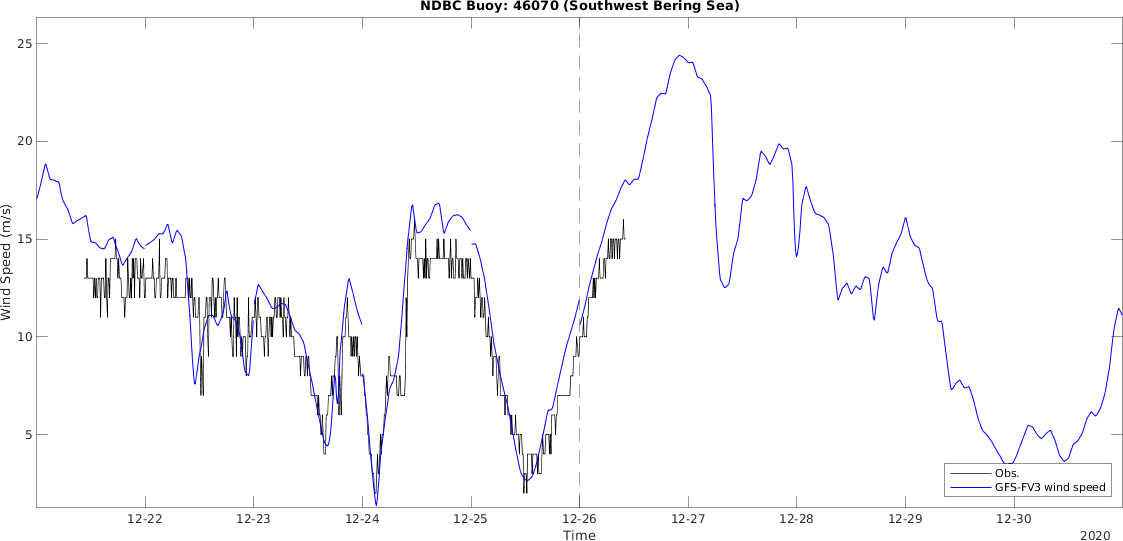 NDBC Buoy: 46070 (Southwest Bering Sea)
25
20
15
10
5
Wind Speed (m/s)
12-22 12-23 12-24 12-25 12-26 12-27 12-28 12-29 12-30
Time
2020
Obs.
GFS-FV3 wind speed